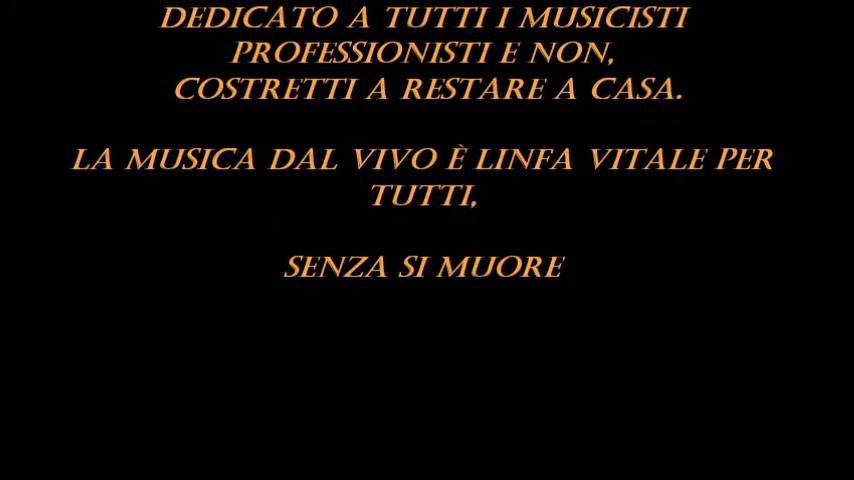 DEDICATO A TUTTI I MUSICISTI
PROFESSIONISTI E NON,
COSTRETTI A RESTARE A CASA.
LA MUSICA DAL VIVO È LINFA VITALE PER
TUTTI,
SENZA SI MUORE